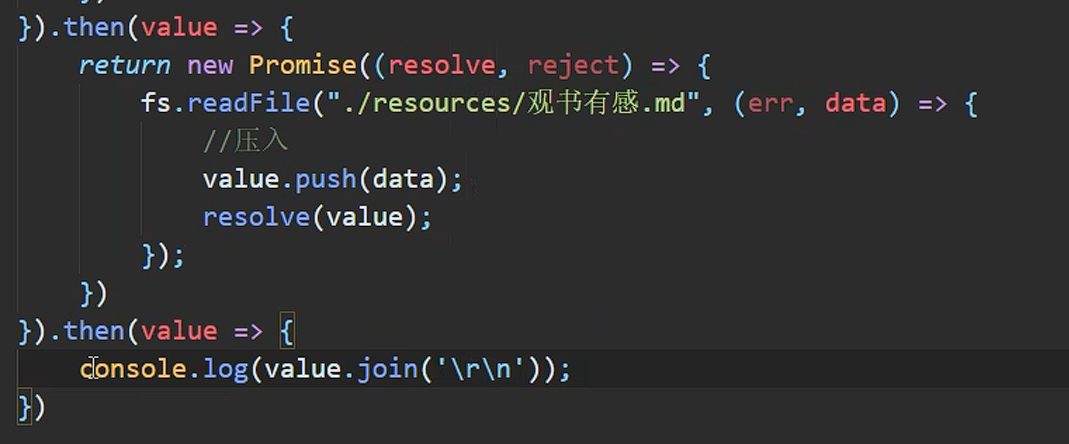 }).then(value => {
return new Promise((resolve, reject) => {
fs.readFile("./resources/观书有感.md", (err, data) => {
//压入
value.push(data);
resolve(value);
});
})
}).then(value => {
console.log(value.join('\r\n'));
})